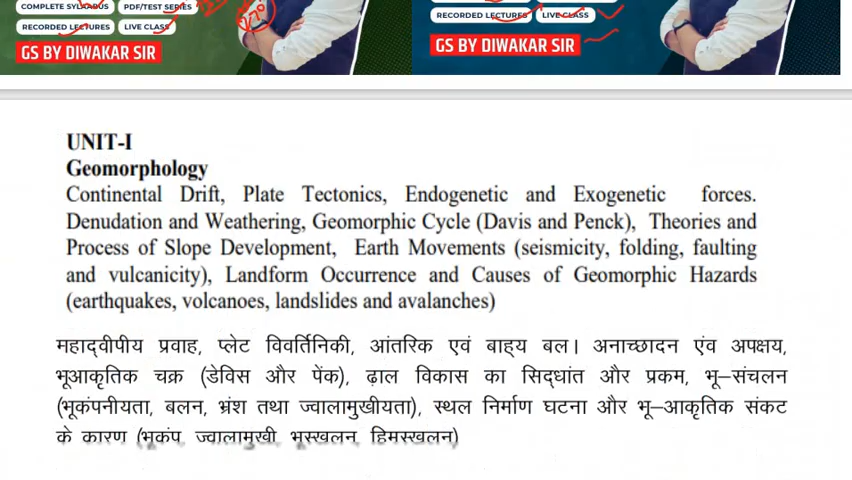 COMPLETE SYLLABUS PDF/TEST SERIES
RECORDED LECTURES LIVE CLASS
GS BY DIWAKAR SIR
RECORDED LECTURES LIVE CLASS
GS BY DIWAKAR SIR
UNIT-I
Geomorphology
Continental Drift, Plate Tectonics, Endogenetic and Exogenetic forces.
Denudation and Weathering, Geomorphic Cycle (Davis and Penck), Theories and
Process of Slope Development, Earth Movements (seismicity, folding, faulting
and vulcanicity), Landform Occurrence and Causes of Geomorphic Hazards
(earthquakes, volcanoes, landslides and avalanches)
महाद्वीपीय प्रवाह, प्लेट विवर्तिनिकी, आंतरिक एवं बाह्य बल। अनाच्छादन एंव अपक्षय,
भूआकृतिक चक्र (डेविस और पेंक), ढ़ाल विकास का सिद्धांत और प्रकम, भू–संचलन
(भूकंपनीयता, बलन, भ्रंश तथा ज्वालामुखीयता), स्थल निर्माण घटना और भू–आकृतिक संकट
के कारण (भूकंप, ज्वालामुखी, भूस्खलन, हिमस्खलन)